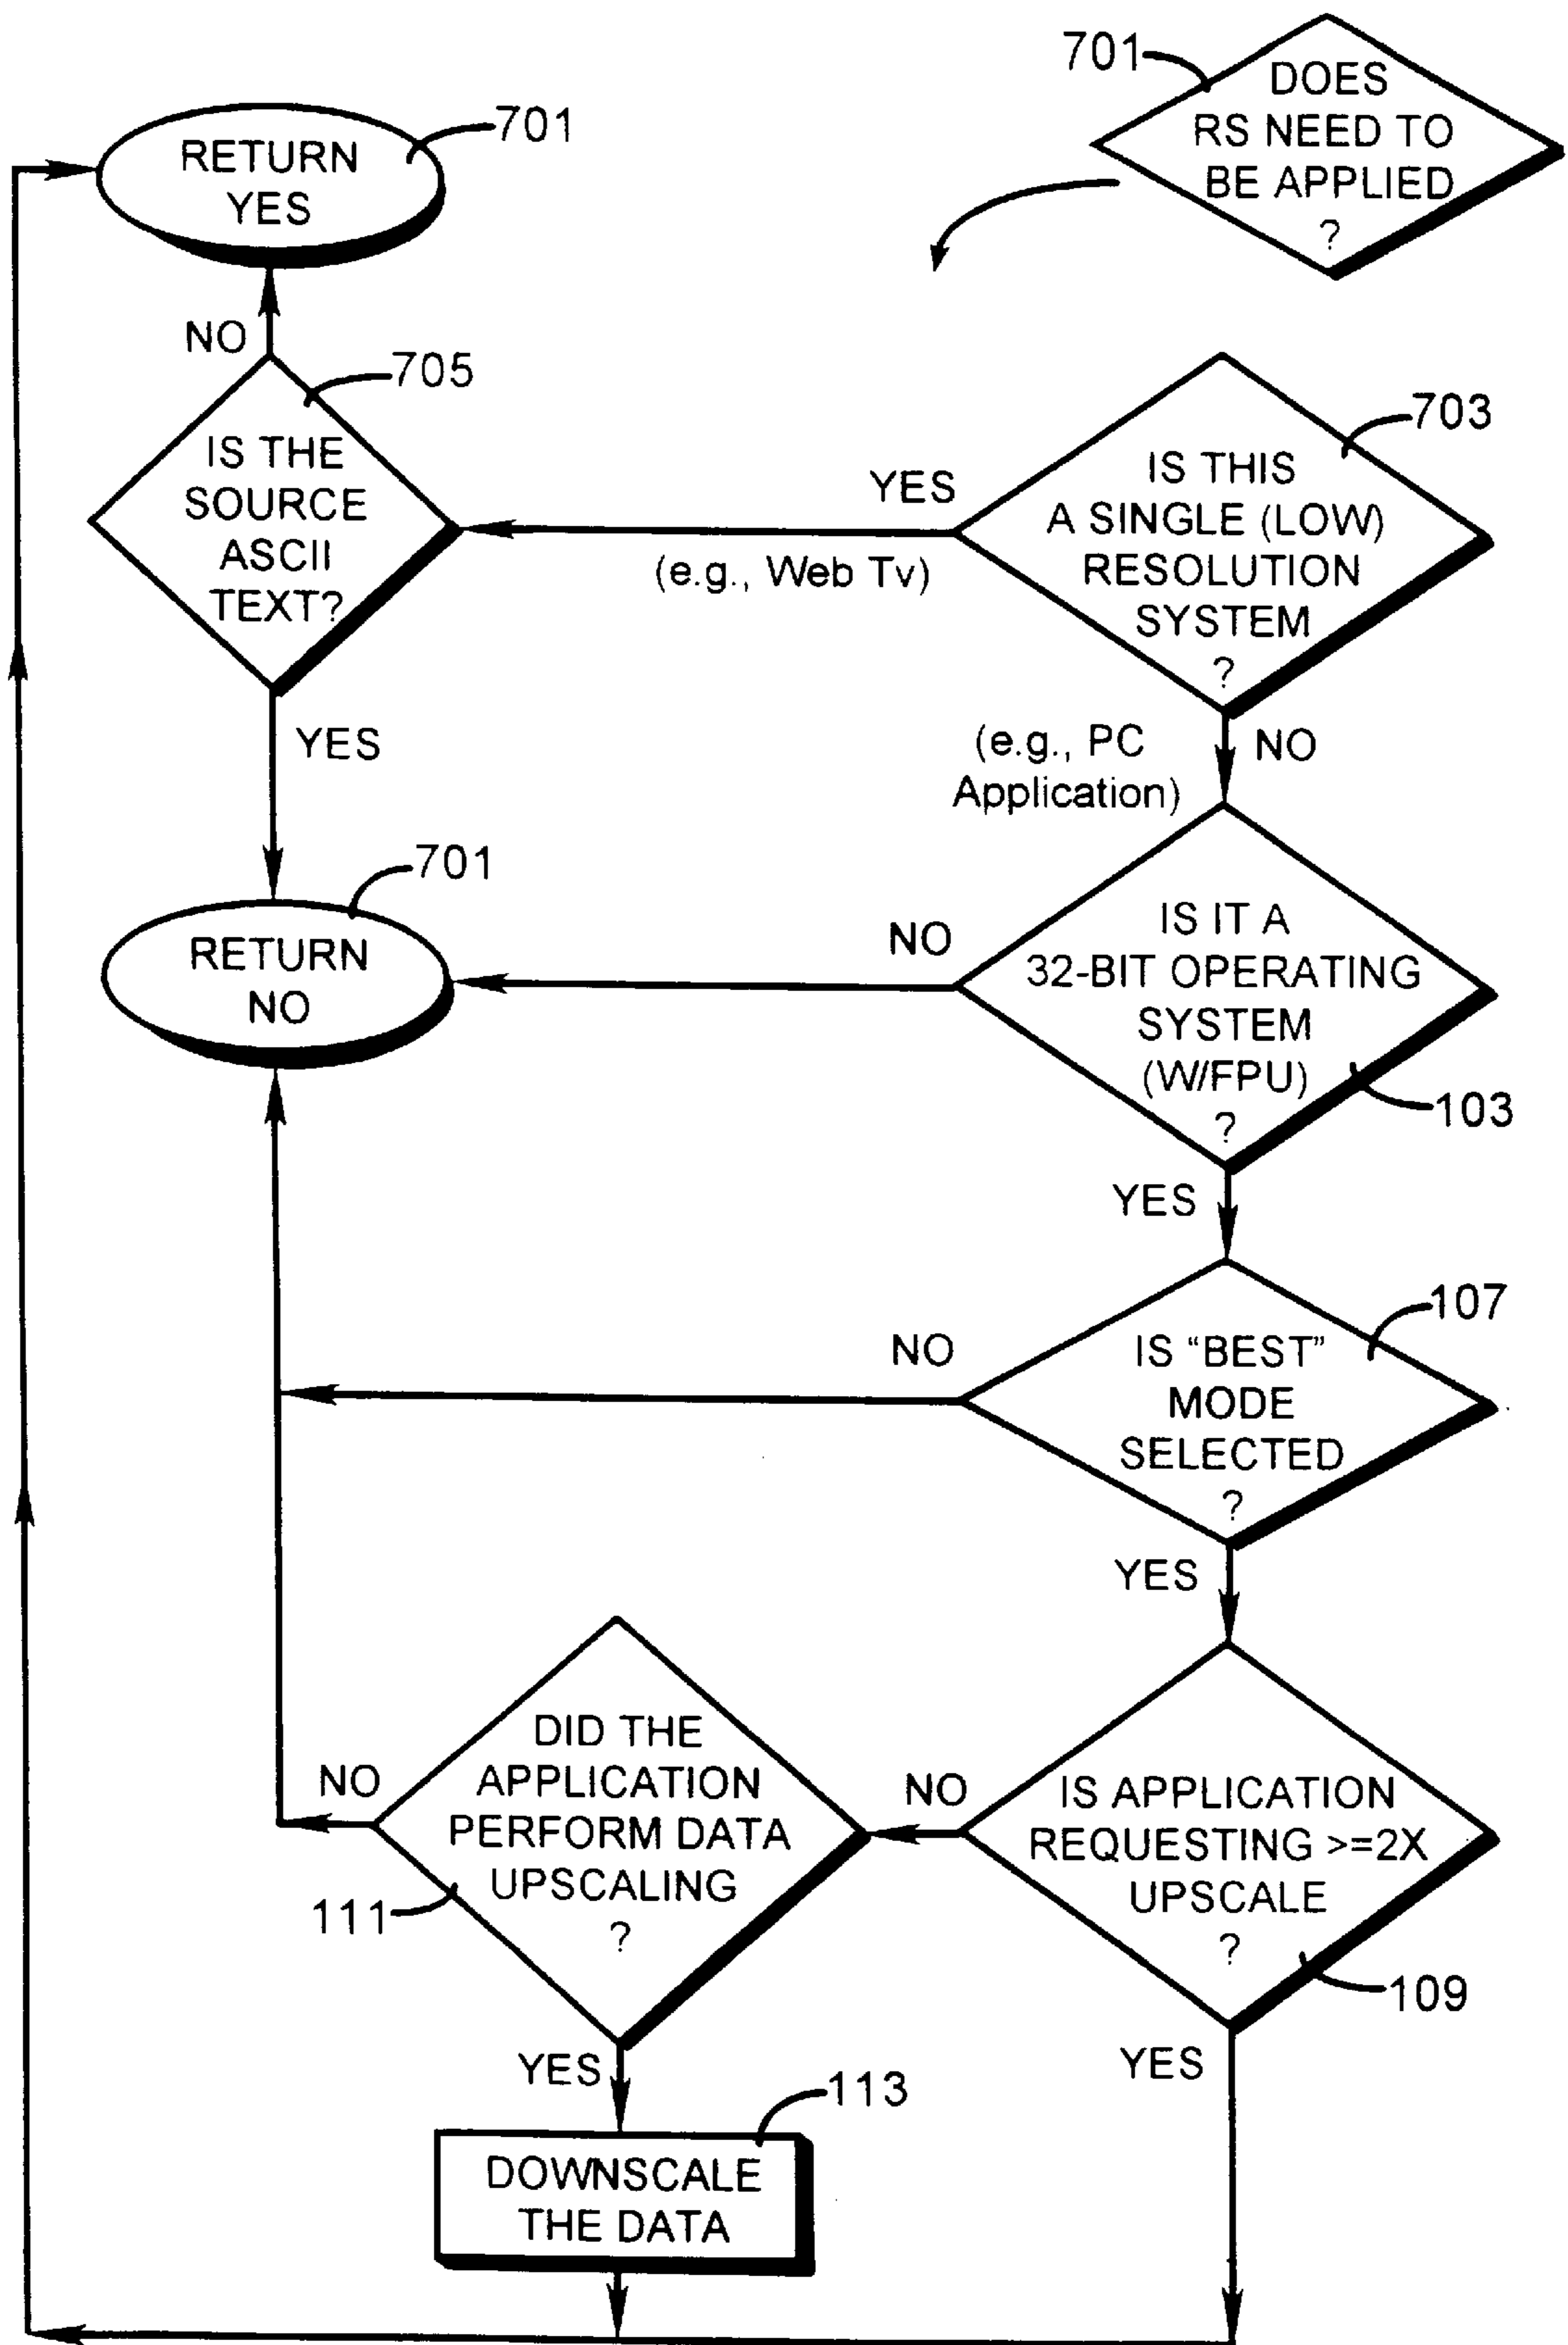 701
DOES
RS NEED TO
BE APPLIED
?
701
RETURN
YES
NO
705
IS THE
SOURCE
ASCII
TEXT?
703
IS THIS
A SINGLE (LOW)
RESOLUTION
SYSTEM
?
YES
(e.g., Web Tv)
YES
(e.g., PC
Application)
NO
701
RETURN
NO
NO
IS IT A
32-BIT OPERATING
SYSTEM
(W/FPU)
?
103
YES
107
NO
IS “BEST”
MODE
SELECTED
?
YES
DID THE
APPLICATION
PERFORM DATA
UPSCALING
?
NO
111
NO
IS APPLICATION
REQUESTING >=2X
UPSCALE
?
109
YES
YES
113
DOWNSCALE
THE DATA